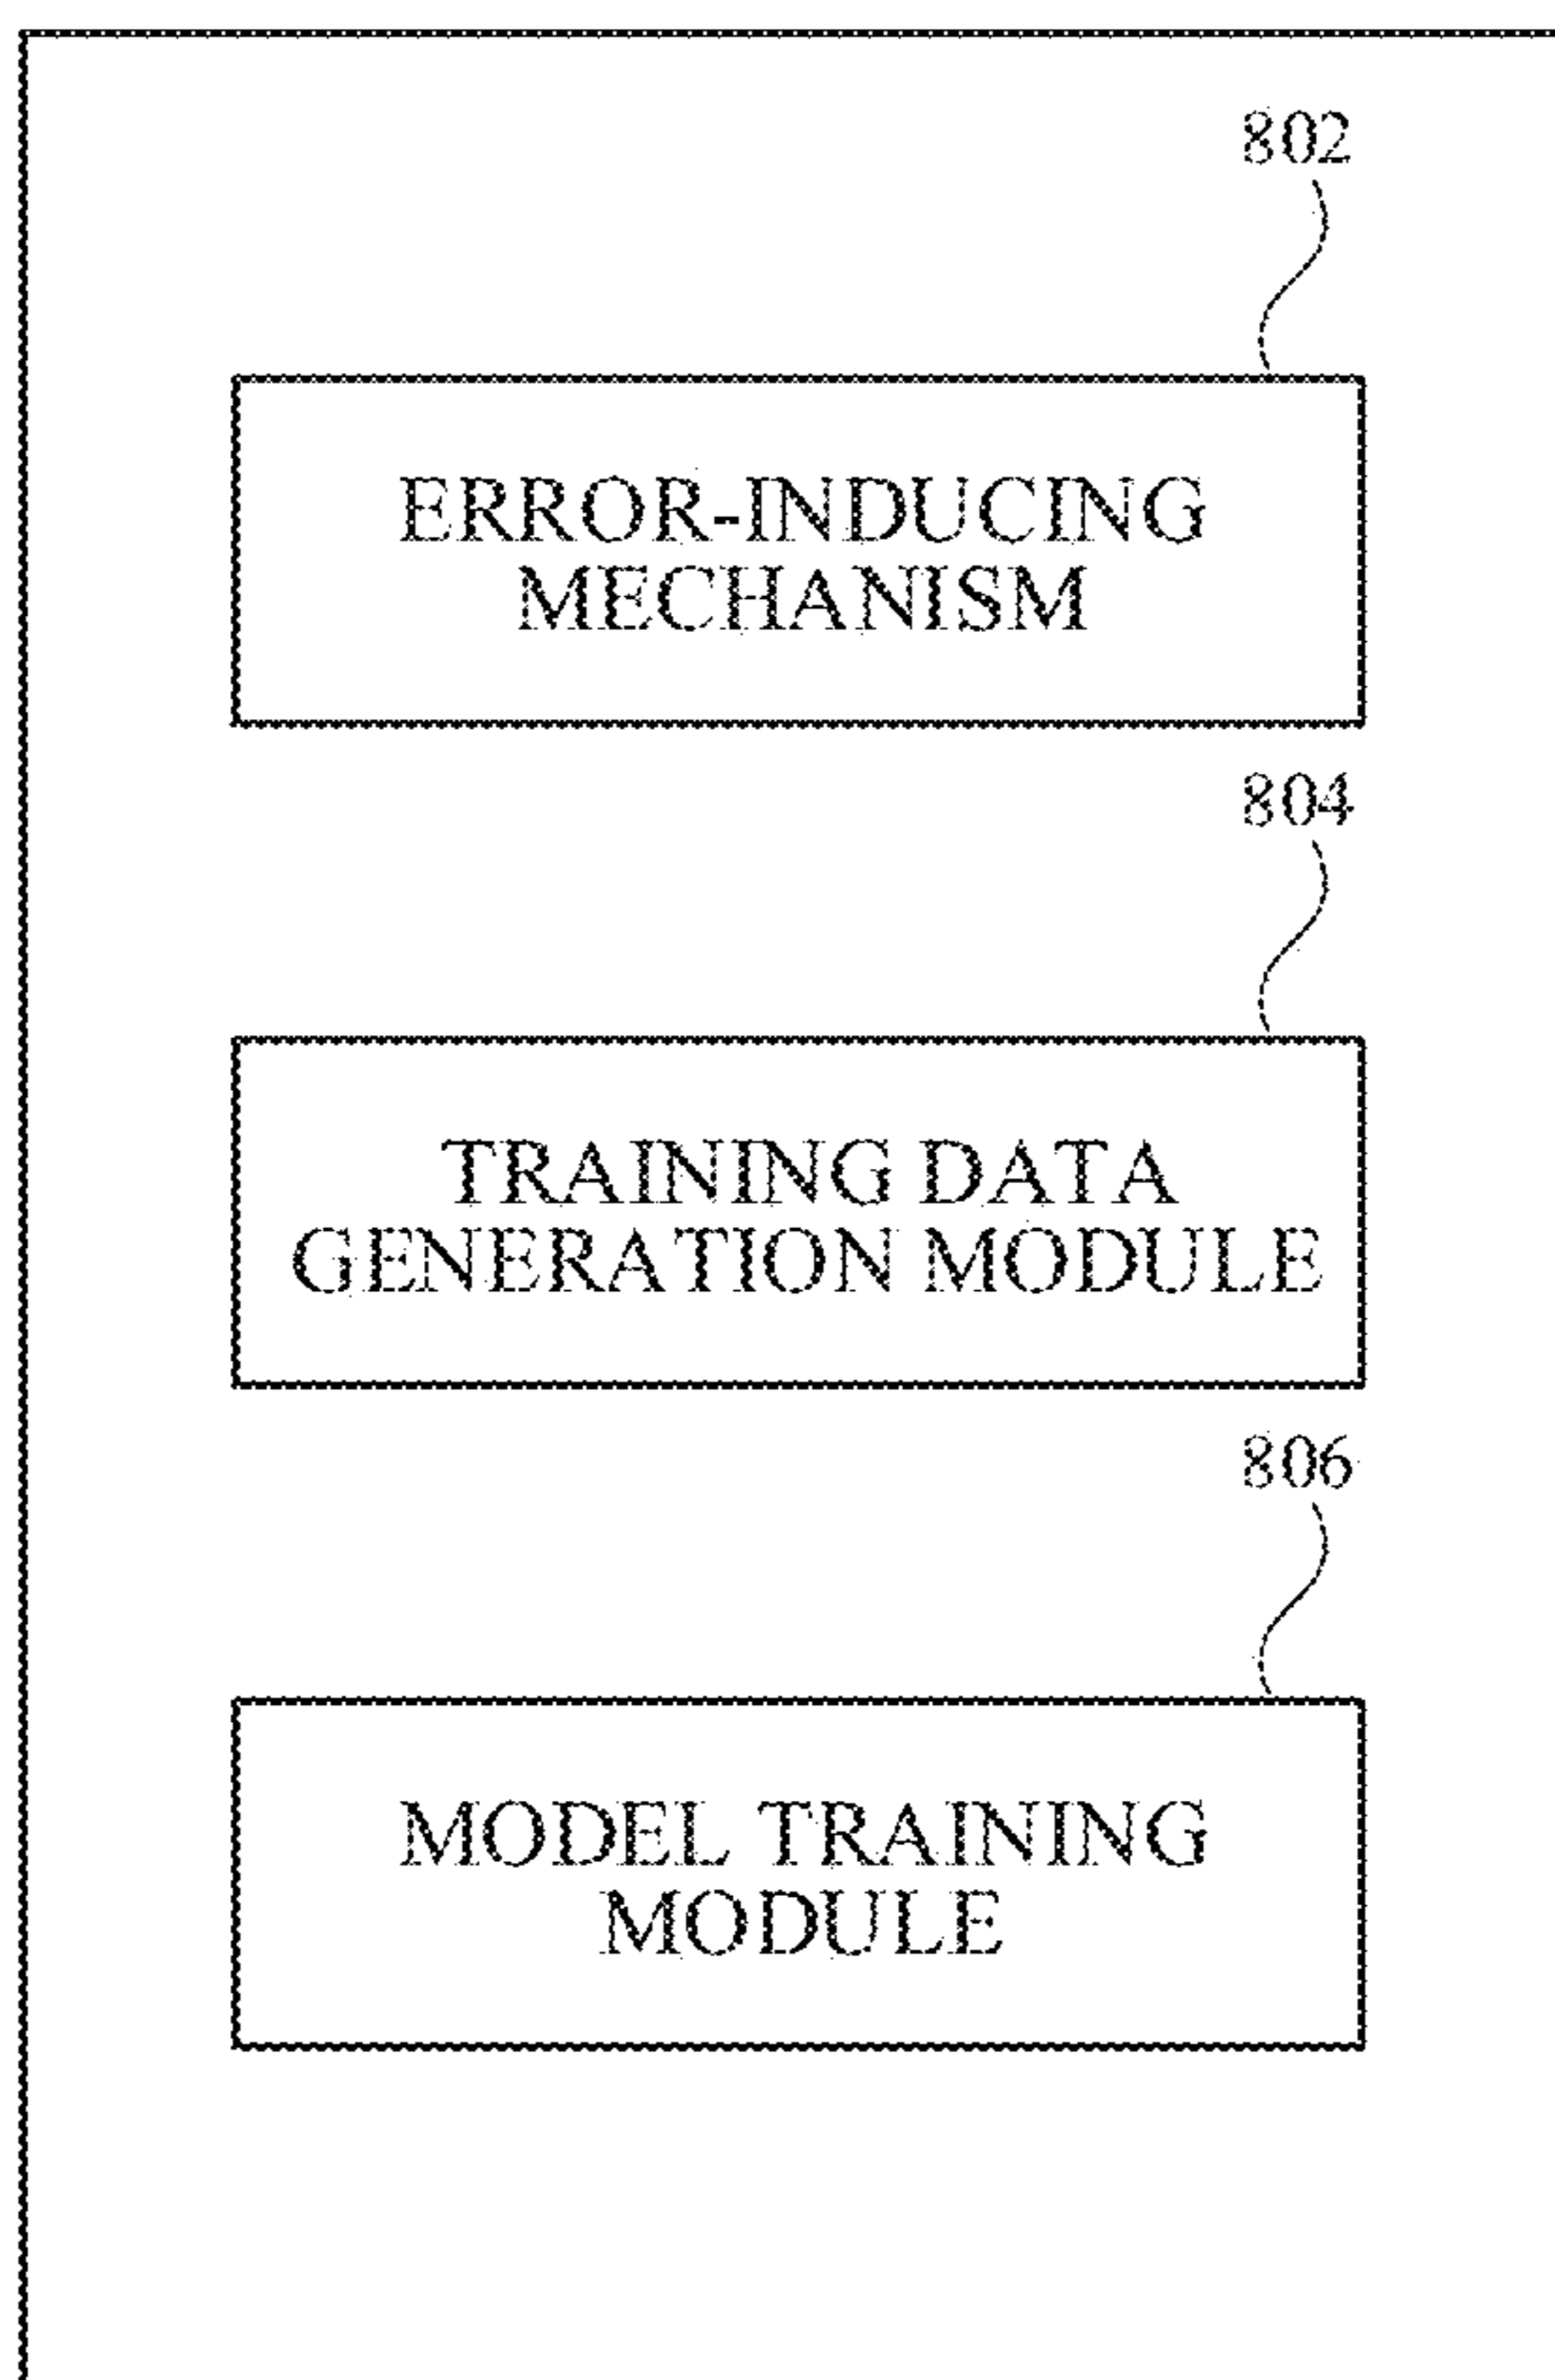 802
ERROR-INDUCING
MECHANISM
804
TRAINING DATA
GENERATION MODULE
806
MODEL TRAINING
MODULE